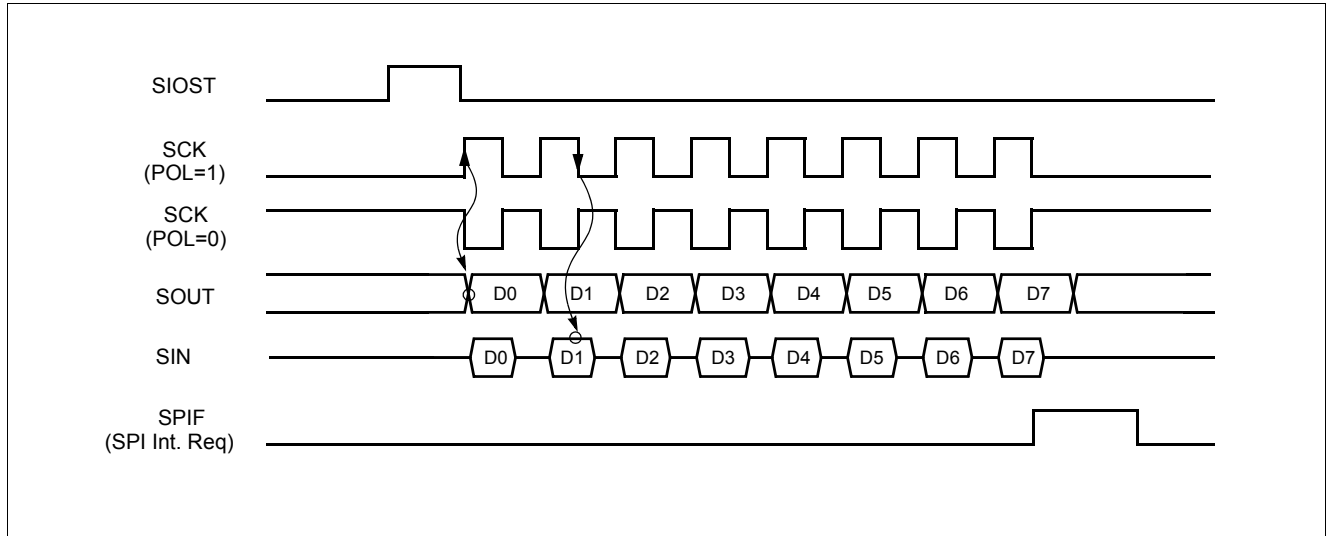 SIOST
SCK
(POL=1)
SCK
(POL=0)
SOUT
D0 D1 D2 D3 D4 D5 D6 D7
SIN
D0 D1 D2 D3 D4 D5 D6 D7
SPIF
(SPI Int. Req)